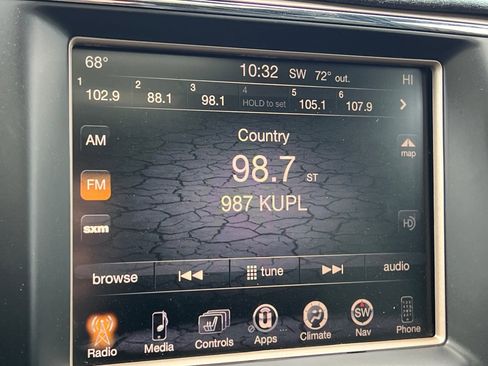 68° 10:32 SW 72° out. HI
1 102.9 2 88.1 3 98.1 4 HOLD to set 5 105.1 6 107.9
Country
AM
98.7 ST
map
FM
987 KUPL
sxm
HD
browse tune audio
Radio Media Controls Apps Climate SW Nav Phone